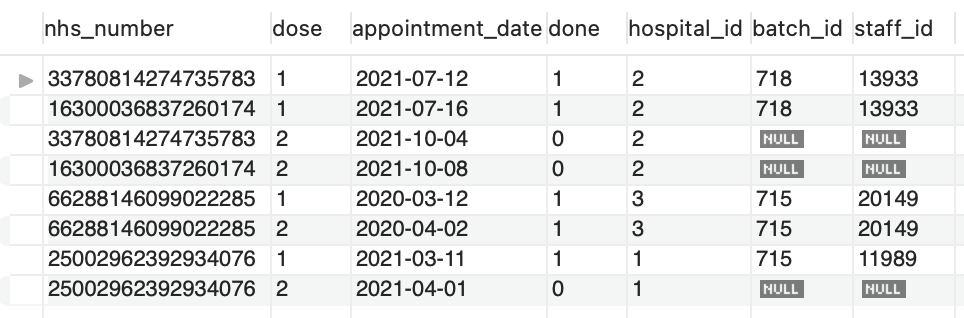 nhs_number dose appointment_date done hospital_id batch_id staff_id
33780814274735783 1 2021-07-12 1 2 718 13933
16300036837260174 1 2021-07-16 1 2 718 13933
33780814274735783 2 2021-10-04 0 2 NULL NULL
16300036837260174 2 2021-10-08 0 2 NULL NULL
66288146099022285 1 2020-03-12 1 3 715 20149
66288146099022285 2 2020-04-02 1 3 715 20149
25002962392934076 1 2021-03-11 1 1 715 11989
25002962392934076 2 2021-04-01 0 1 NULL NULL